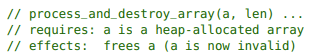 // process_and_destroy_array(a, len) ...
// requires: a is a heap-allocated array
// effects:  frees a (a is now invalid)